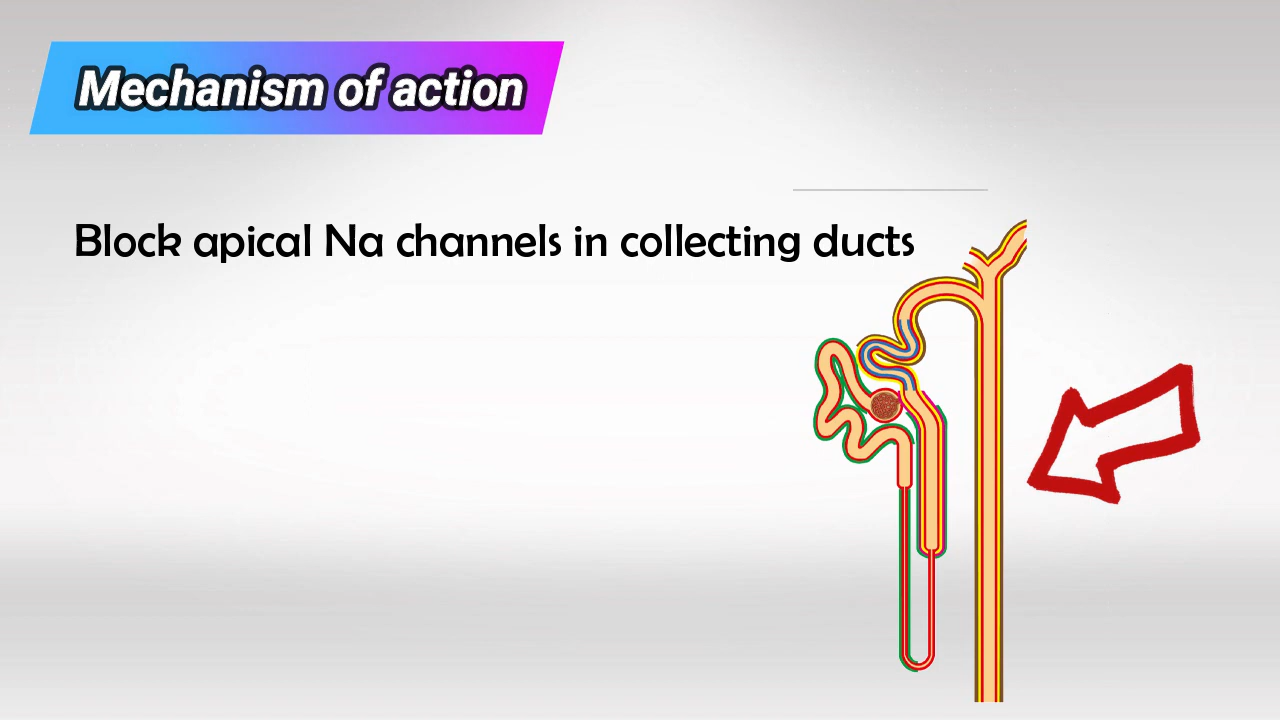 Mechanism of action
Block apical Na channels in collecting ducts